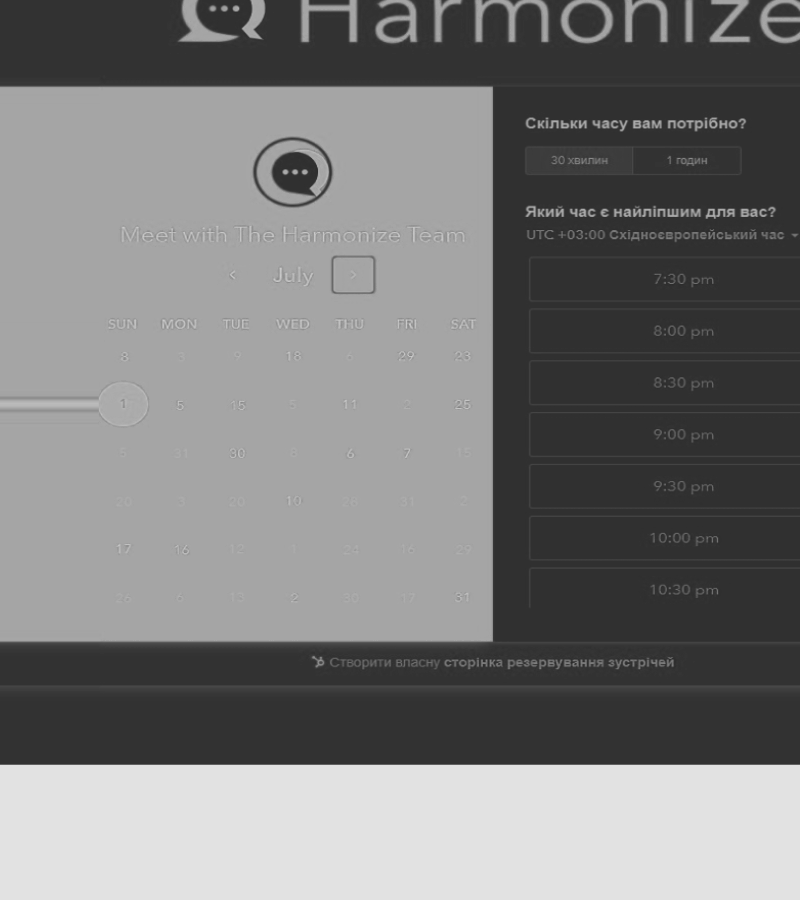 Harmonize
Meet with The Harmonize Team
< July >
SUN MON TUE WED THU FRI SAT
8 3 9 18 6 29 23
1 5 15 5 11 2 25
5 31 30 8 6 7 15
20 3 20 10 26 31 2
17 16 12 24 16 29
26 6 13 2 30 17 31
Скільки часу вам потрібно?
30 хвилин 1 годин
Який час є найліпшим для вас?
UTC +03:00 Східноєвропейський час
7:30 pm
8:00 pm
8:30 pm
9:00 pm
9:30 pm
10:00 pm
10:30 pm
Створити власну сторінка резервування зустрічей